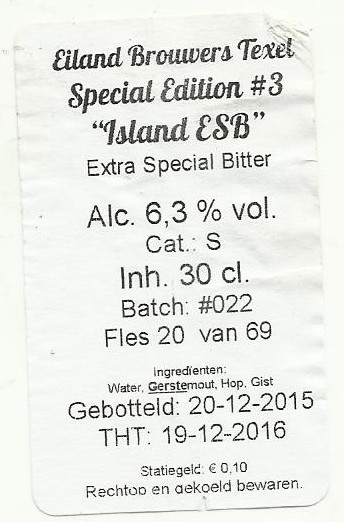 Eiland Brouwers Texel
Special Edition #3
“Island ESB”
Extra Special Bitter
Alc. 6,3 % vol.
Cat.: S
Inh. 30 cl.
Batch: #022
Fles 20 van 69
Ingredïenten:
Water, Gerstemout, Hop, Gist
Gebotteld: 20-12-2015
THT: 19-12-2016
Statiegeld: € 0,10
Rechtop en gekoeld bewaren.